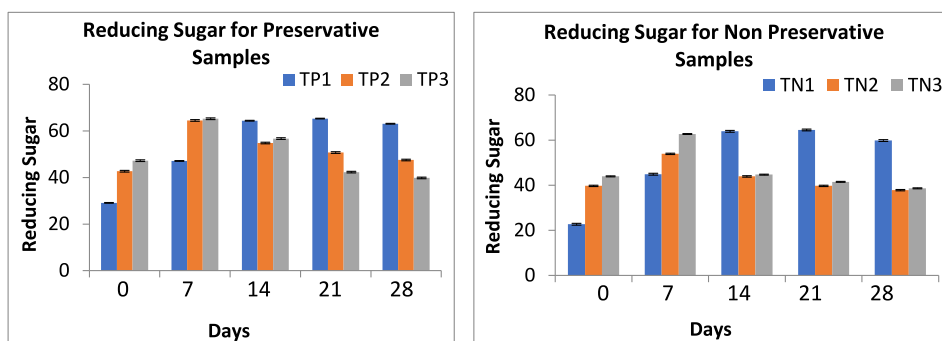 Reducing Sugar for Preservative
Samples
TP1 TP2 TP3
80
60
40
20
0
Reducing Sugar
0 7 14 21 28
Days
Reducing Sugar for Non Preservative
Samples
TN1 TN2 TN3
80
60
40
20
0
Reducing Sugar
0 7 14 21 28
Days